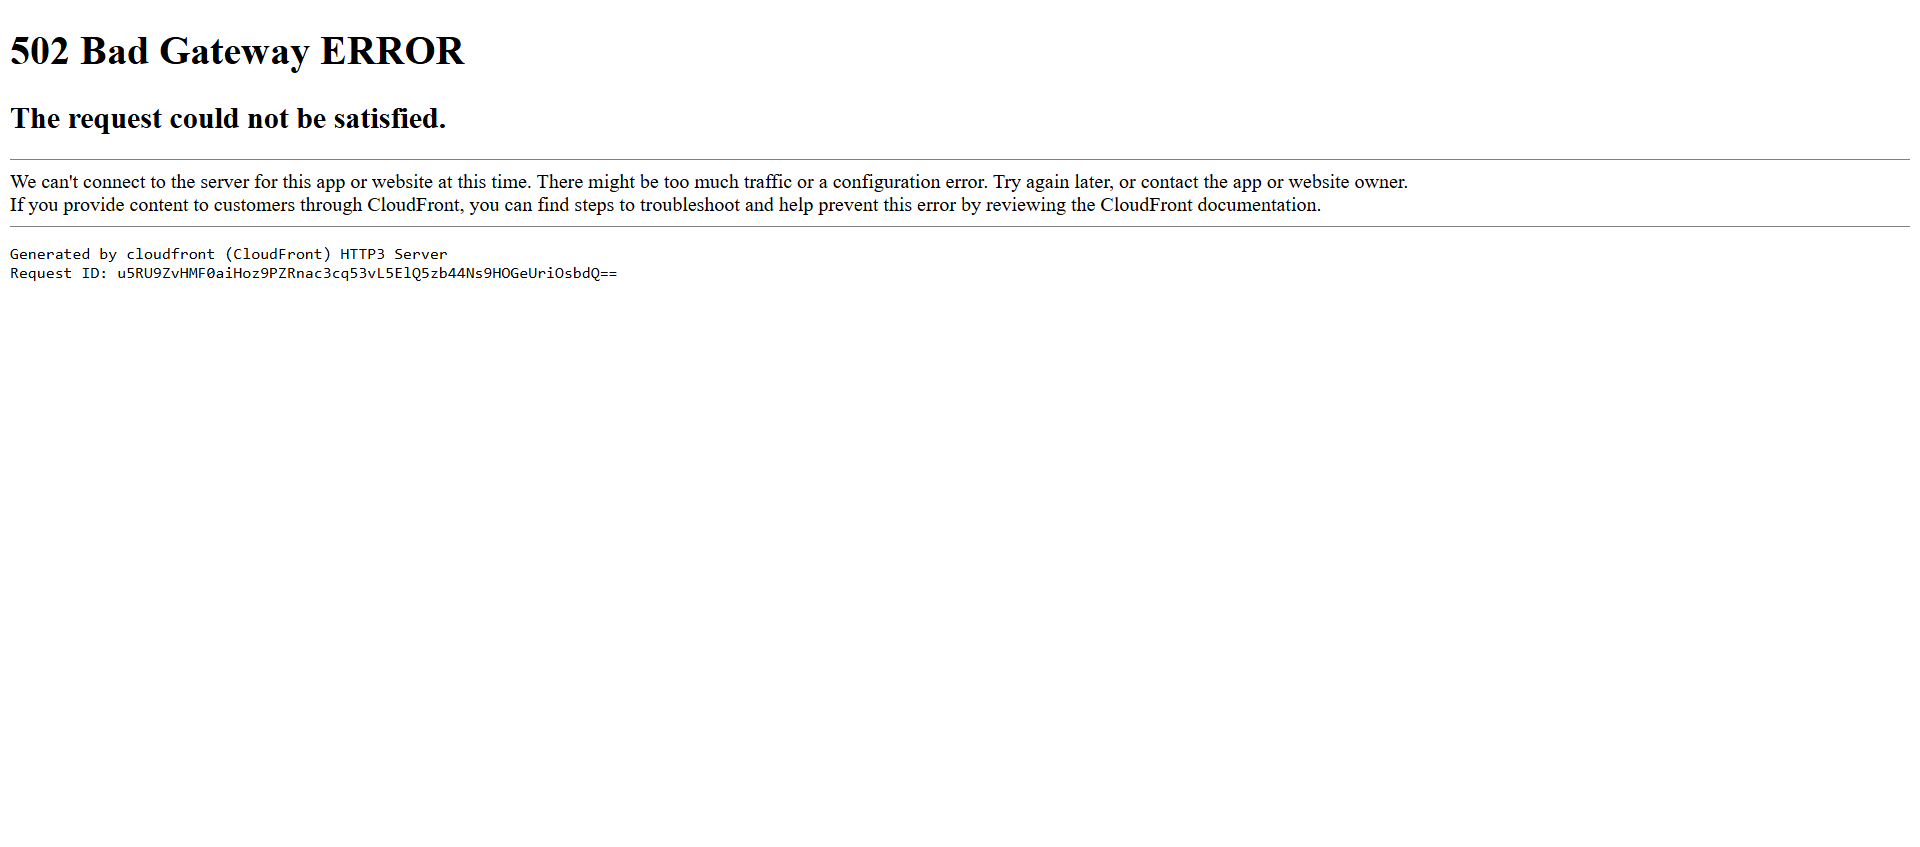 502 Bad Gateway ERROR
The request could not be satisfied.
We can't connect to the server for this app or website at this time. There might be too much traffic or a configuration error. Try again later, or contact the app or website owner.
If you provide content to customers through CloudFront, you can find steps to troubleshoot and help prevent this error by reviewing the CloudFront documentation.
Generated by cloudfront (CloudFront) HTTP3 Server
Request ID: u5RU9ZvHMF0aiHoz9PZRnac3cq53vL5ElQ5zb44Ns9HOGeUriOsbdQ==